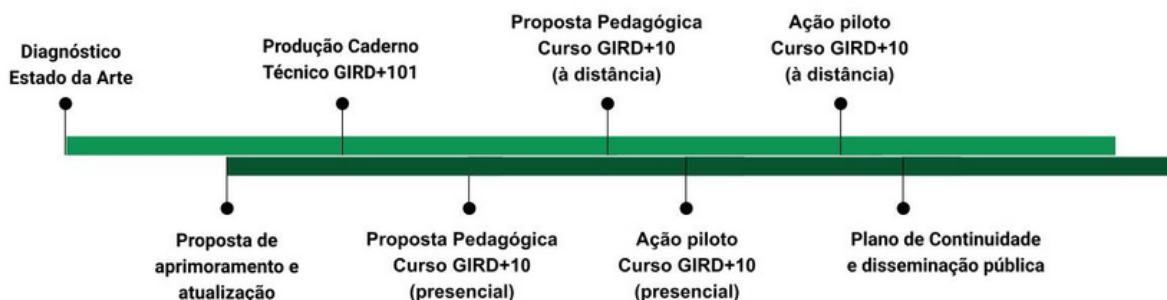 Diagnóstico
Estado da Arte
Produção Caderno
Técnico GIRD+101
Proposta Pedagógica
Curso GIRD+10
(à distância)
Ação piloto
Curso GIRD+10
(à distância)
Proposta de
aprimoramento e
atualização
Proposta Pedagógica
Curso GIRD+10
(presencial)
Ação piloto
Curso GIRD+10
(presencial)
Plano de Continuidade
e disseminação pública